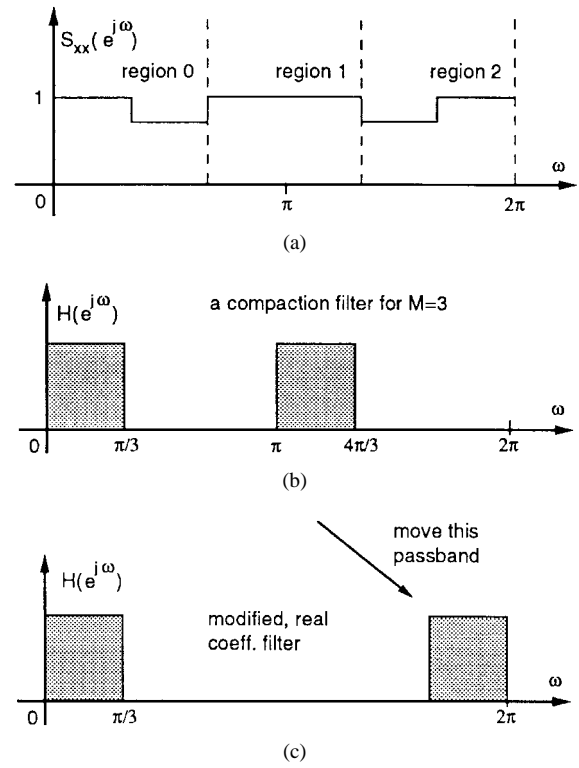 S_xx(e^jω)
region 0 region 1 region 2
1
ω
0 π 2π
(a)
H(e^jω) a compaction filter for M=3
ω
0 π/3 π 4π/3 2π
(b)
move this
passband
H(e^jω)
modified, real
coeff. filter
ω
0 π/3 2π
(c)